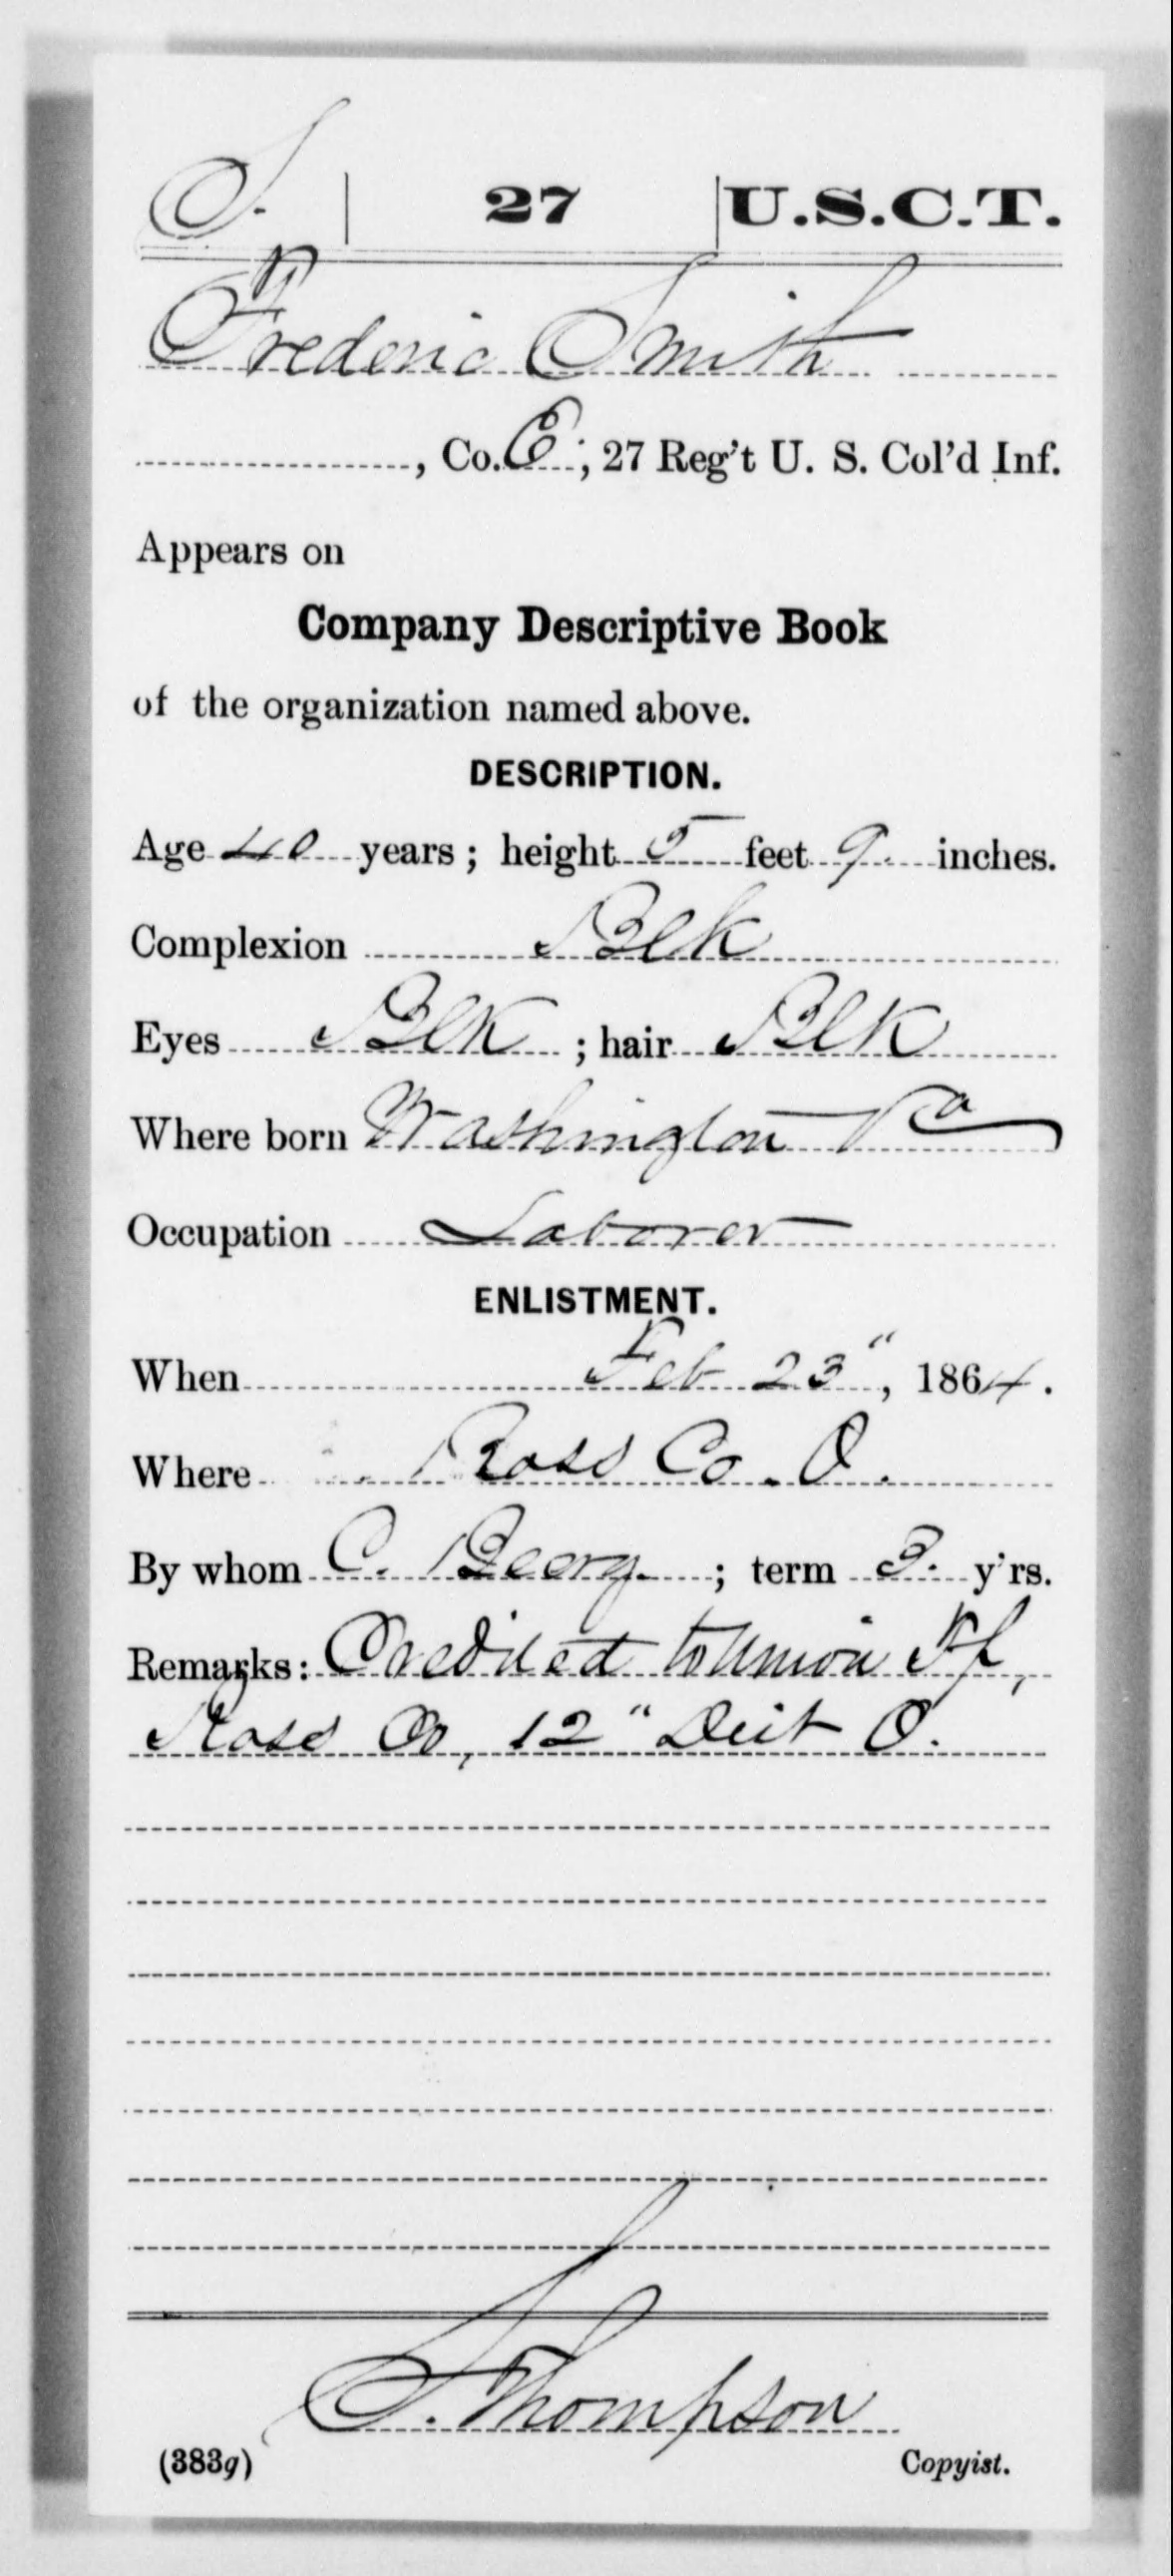 S. | 27 | U.S.C.T.
Frederic Smith
, Co. E; 27 Reg't U. S. Col'd Inf.
Appears on
Company Descriptive Book
of the organization named above.
DESCRIPTION.
Age 40 years; height 5 feet 9 inches.
Complexion Blk
Eyes Blk; hair Blk
Where born Washington Va
Occupation Laborer
ENLISTMENT.
When Feb 23", 1864.
Where Ross Co. O.
By whom C. ; term 3 y'rs.
Remarks: Credited to Union Tp,
Ross Co, 12" Dist O.
S. Thompson
(383g) Copyist.